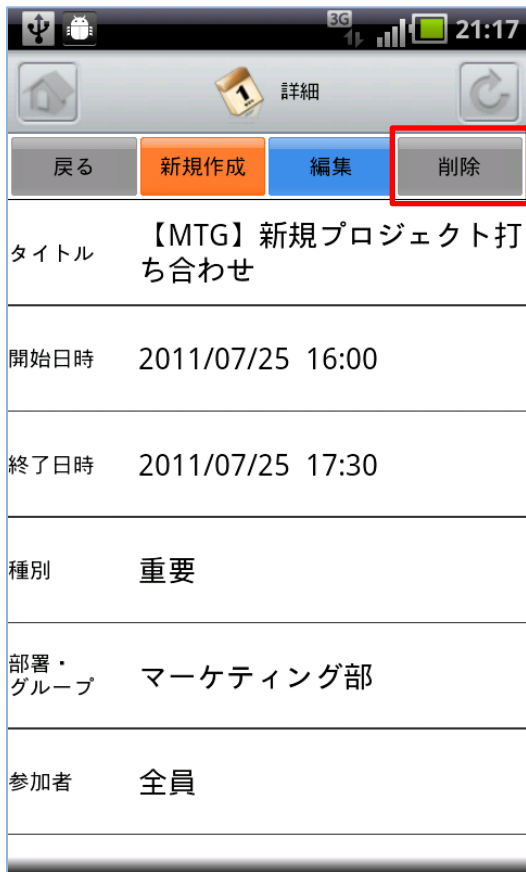 3G
21:17
1
詳細
戻る
新規作成
編集
削除
タイトル
【MTG】新規プロジェクト打
ち合わせ
開始日時
2011/07/25 16:00
終了日時
2011/07/25 17:30
種別
重要
部署・
グループ
マーケティング部
参加者
全員